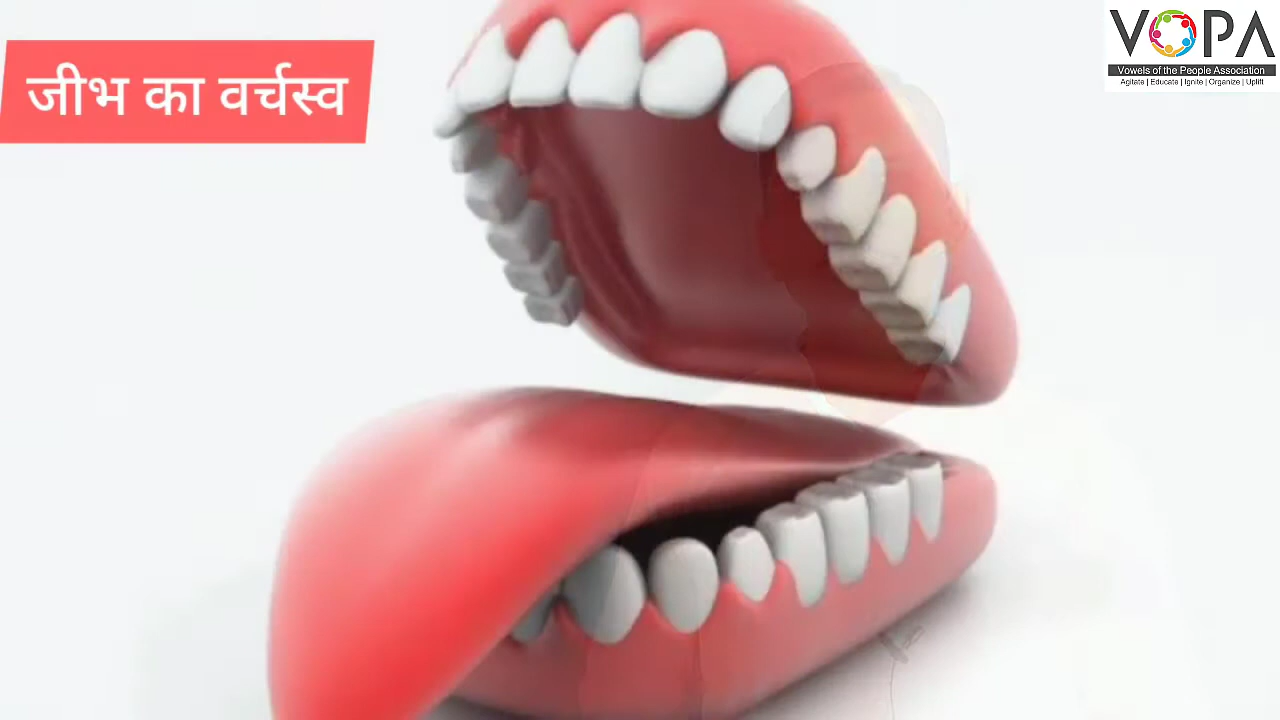 जीभ का वर्चस्व
VOPA
Vowels of the People Association
Agitate | Educate | Ignite | Organize | Uplift